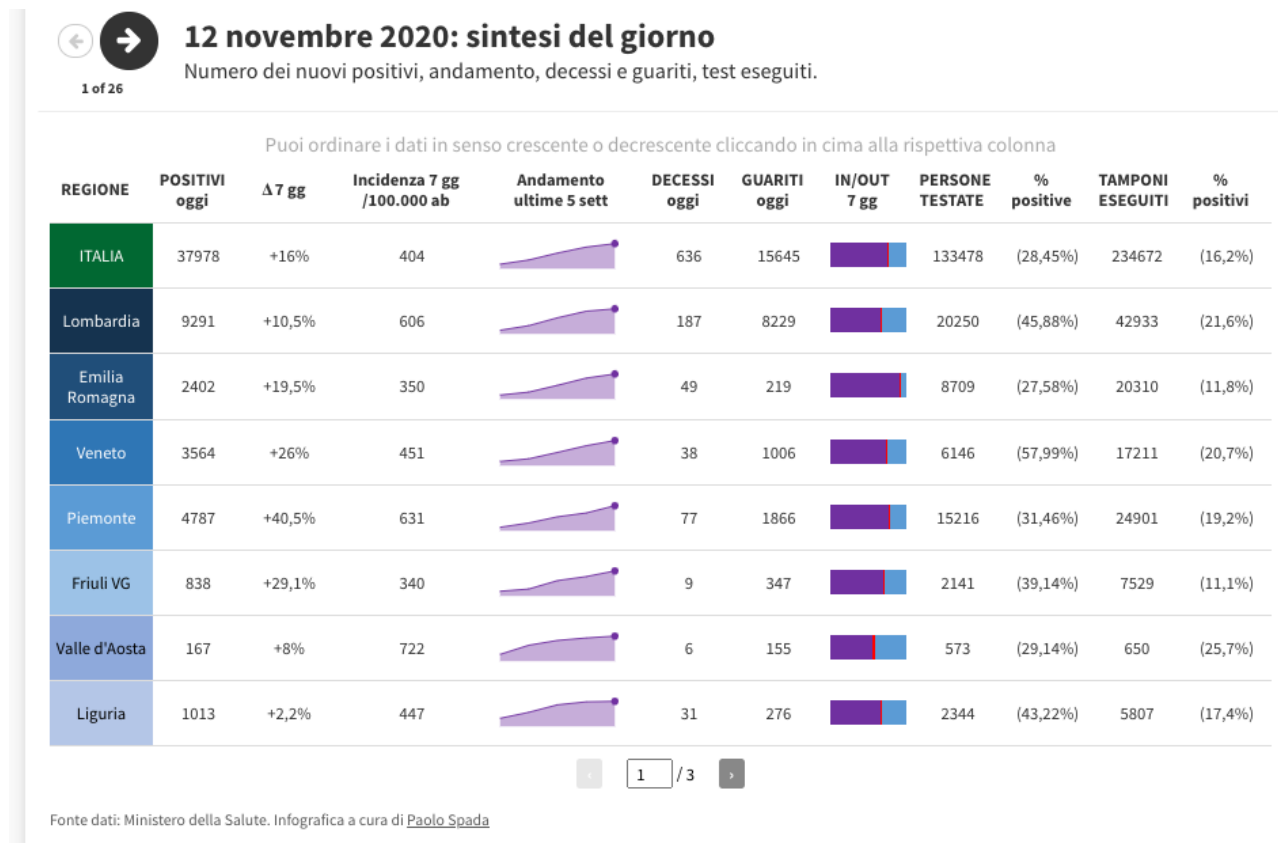 12 novembre 2020: sintesi del giorno
Numero dei nuovi positivi, andamento, decessi e guariti, test eseguiti.
1 of 26
Puoi ordinare i dati in senso crescente o decrescente cliccando in cima alla rispettiva colonna
REGIONE POSITIVI oggi Δ 7 gg Incidenza 7 gg /100.000 ab Andamento ultime 5 sett DECESSI oggi GUARITI oggi IN/OUT 7 gg PERSONE TESTATE % positive TAMPONI ESEGUITI % positivi
ITALIA 37978 +16% 404 636 15645 133478 (28,45%) 234672 (16,2%)
Lombardia 9291 +10,5% 606 187 8229 20250 (45,88%) 42933 (21,6%)
Emilia Romagna 2402 +19,5% 350 49 219 8709 (27,58%) 20310 (11,8%)
Veneto 3564 +26% 451 38 1006 6146 (57,99%) 17211 (20,7%)
Piemonte 4787 +40,5% 631 77 1866 15216 (31,46%) 24901 (19,2%)
Friuli VG 838 +29,1% 340 9 347 2141 (39,14%) 7529 (11,1%)
Valle d'Aosta 167 +8% 722 6 155 573 (29,14%) 650 (25,7%)
Liguria 1013 +2,2% 447 31 276 2344 (43,22%) 5807 (17,4%)
1 / 3
Fonte dati: Ministero della Salute. Infografica a cura di Paolo Spada